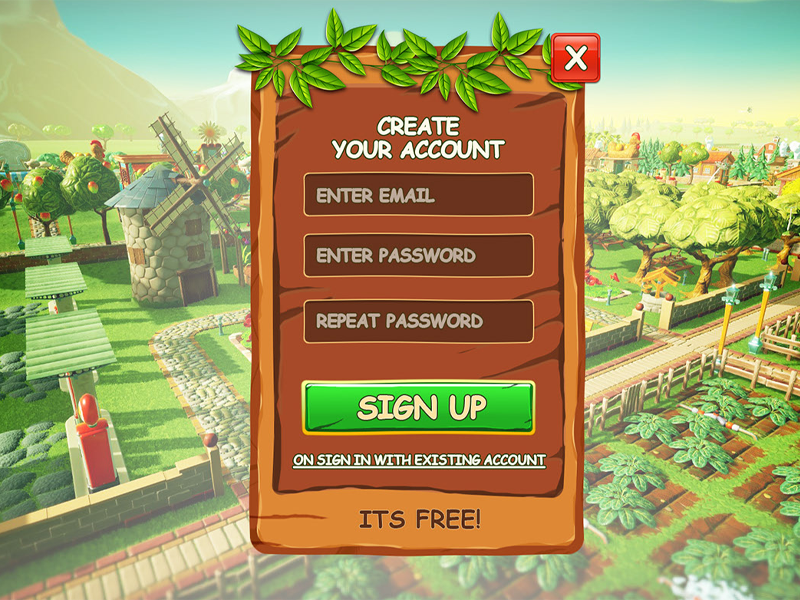 X
CREATE
YOUR ACCOUNT
ENTER EMAIL
ENTER PASSWORD
REPEAT PASSWORD
SIGN UP
ON SIGN IN WITH EXISTING ACCOUNT
ITS FREE!